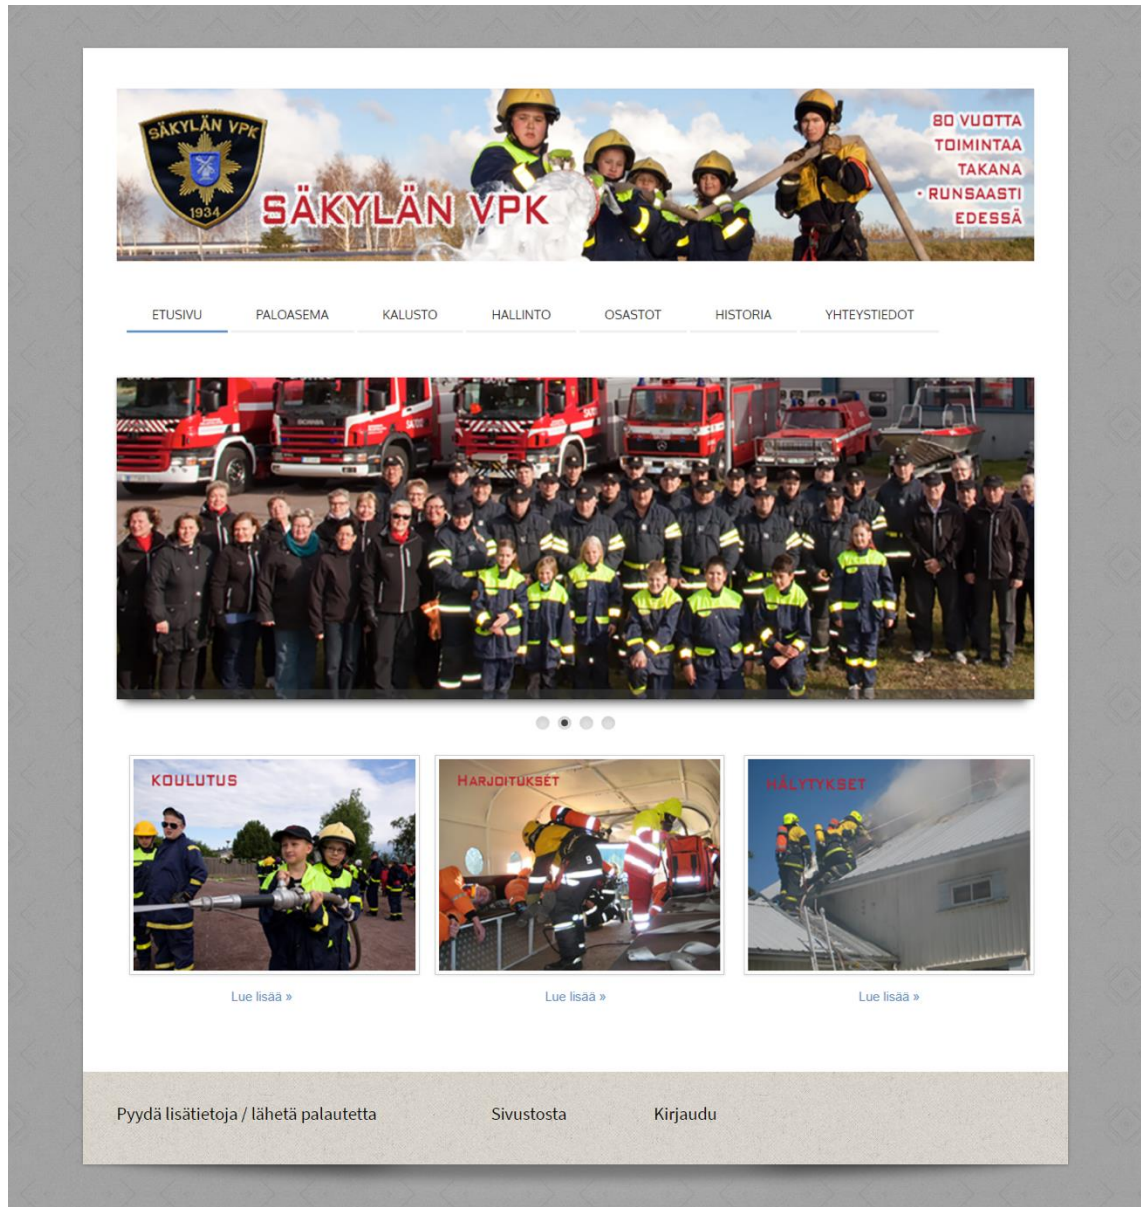 SÄKYLÄN VPK
1934
SÄKYLÄN VPK
80 VUOTTA
TOIMINTAA
TAKANA
- RUNSAASTI
EDESSÄ
ETUSIVU PALOASEMA KALUSTO HALLINTO OSASTOT HISTORIA YHTEYSTIEDOT
SCANIA
KOULUTUS
HARJOITUKSET
HÄLYTYKSET
Lue lisää »
Lue lisää »
Lue lisää »
Pyydä lisätietoja / lähetä palautetta
Sivustosta
Kirjaudu